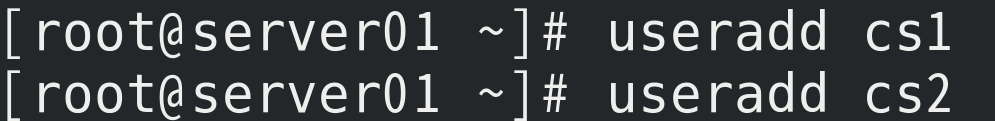 [root@server01 ~]# useradd cs1
[root@server01 ~]# useradd cs2